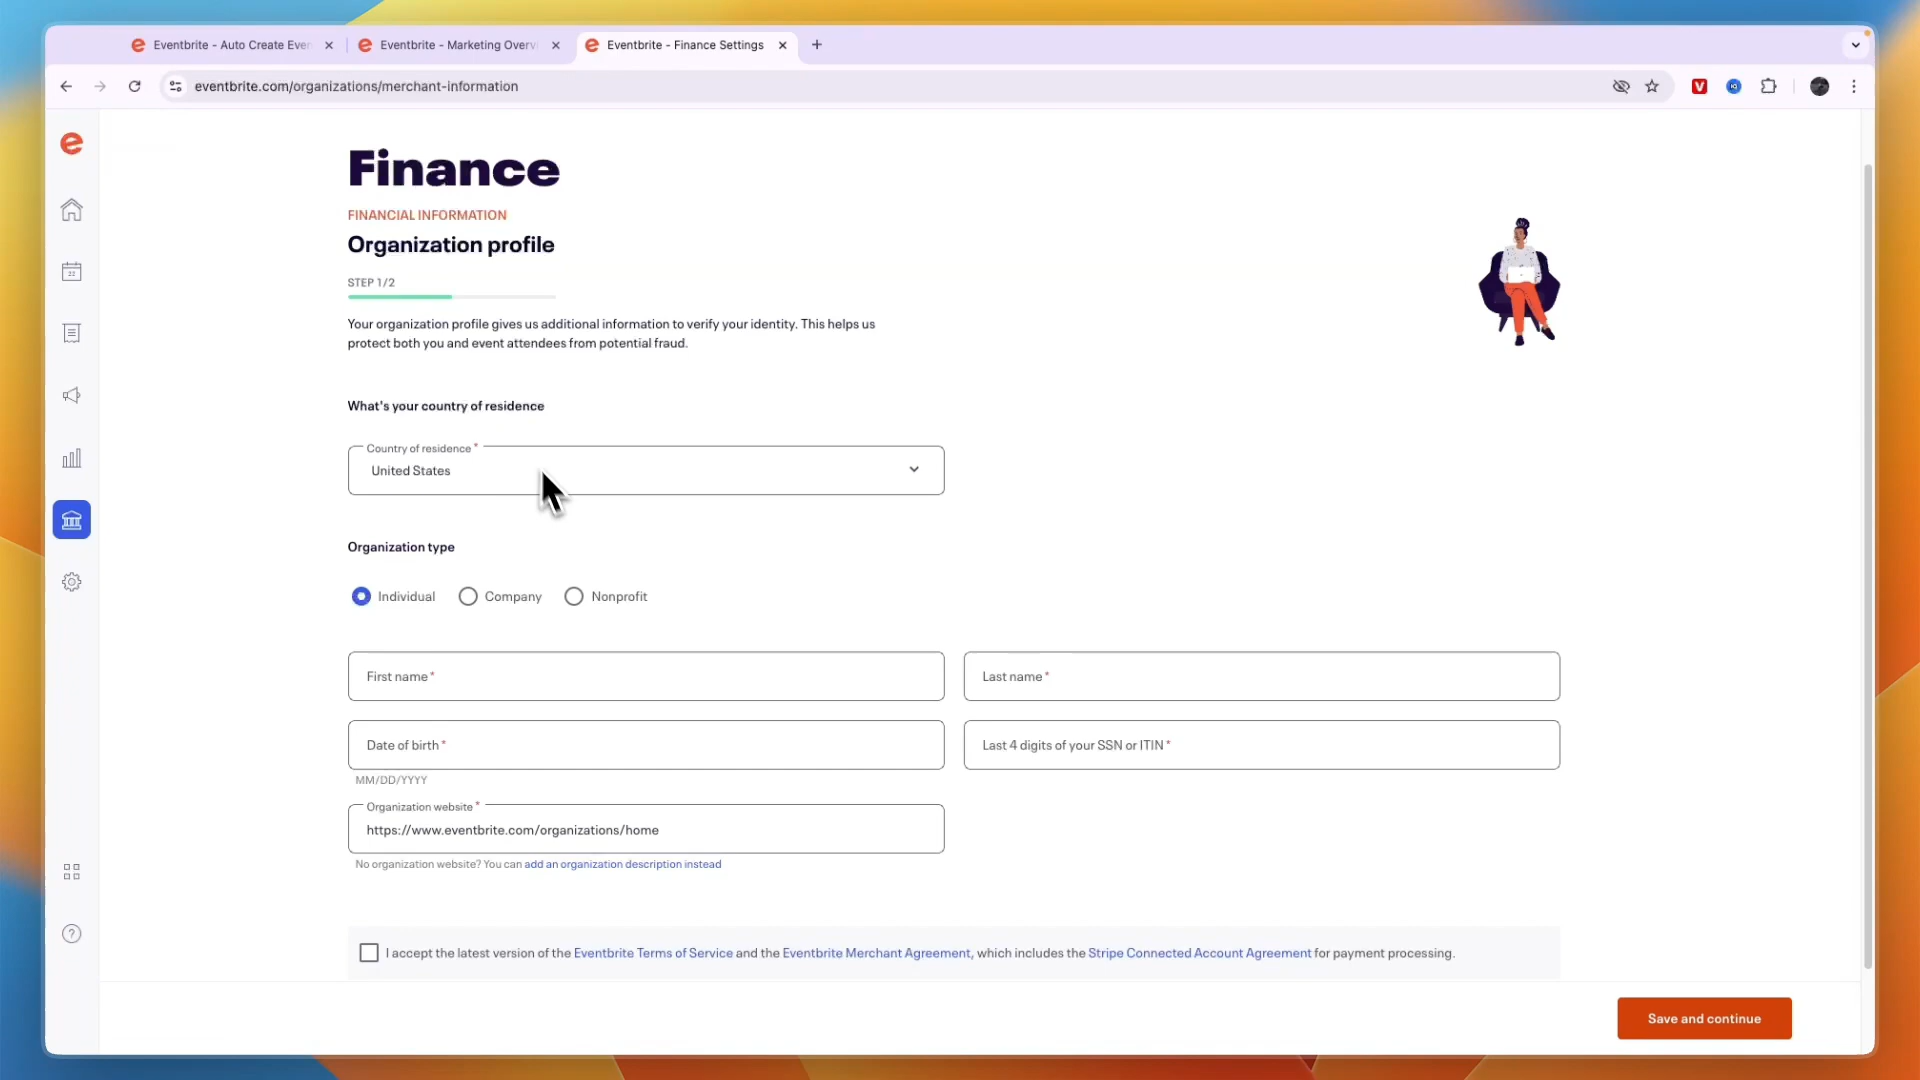 Eventbrite - Auto Create Even
Eventbrite - Marketing Overvi
Eventbrite - Finance Settings
eventbrite.com/organizations/merchant-information
Finance
FINANCIAL INFORMATION
Organization profile
STEP 1/2
Your organization profile gives us additional information to verify your identity. This helps us
protect both you and event attendees from potential fraud.
What's your country of residence
Country of residence *
United States
Organization type
Individual
Company
Nonprofit
First name *
Last name *
Date of birth *
Last 4 digits of your SSN or ITIN *
MM/DD/YYYY
Organization website *
https://www.eventbrite.com/organizations/home
No organization website? You can add an organization description instead
I accept the latest version of the Eventbrite Terms of Service and the Eventbrite Merchant Agreement, which includes the Stripe Connected Account Agreement for payment processing.
Save and continue